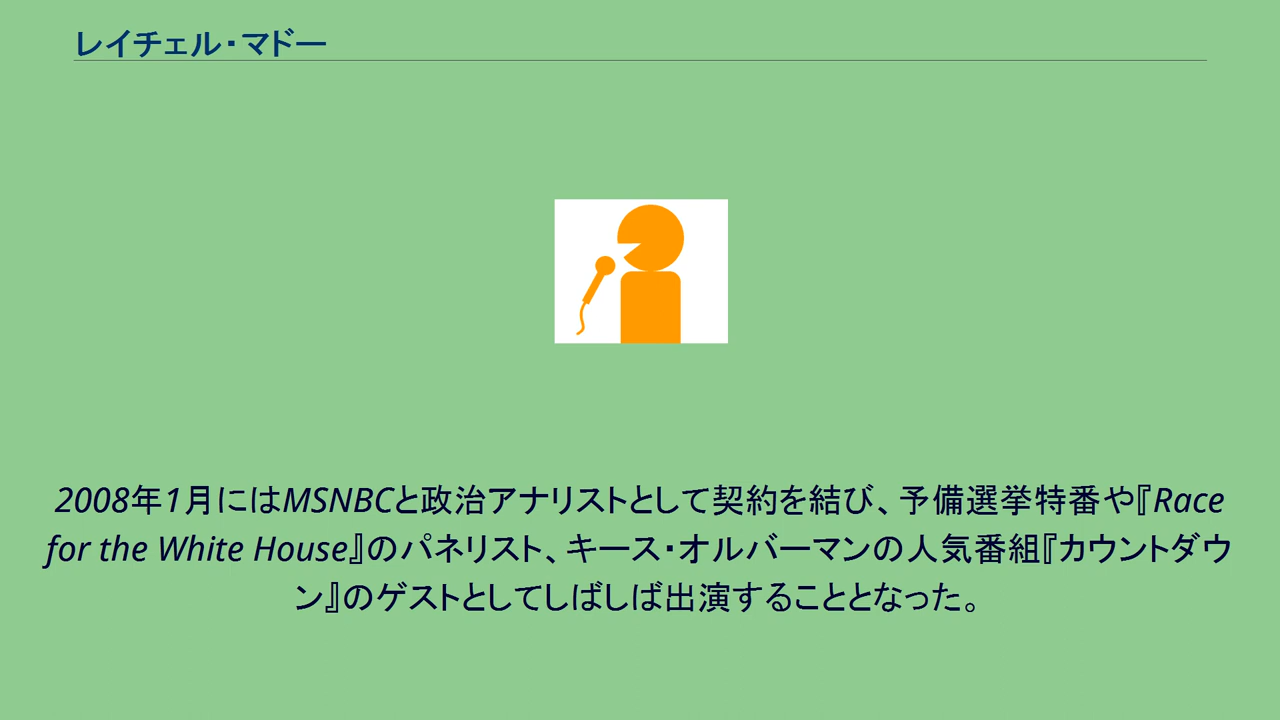 レイチェル・マドー
2008年1月にはMSNBCと政治アナリストとして契約を結び、予備選挙特番や『Race
for the White House』のパネリスト、キース・オルバーマンの人気番組『カウントダウ
ン』のゲストとしてしばしば出演することとなった。